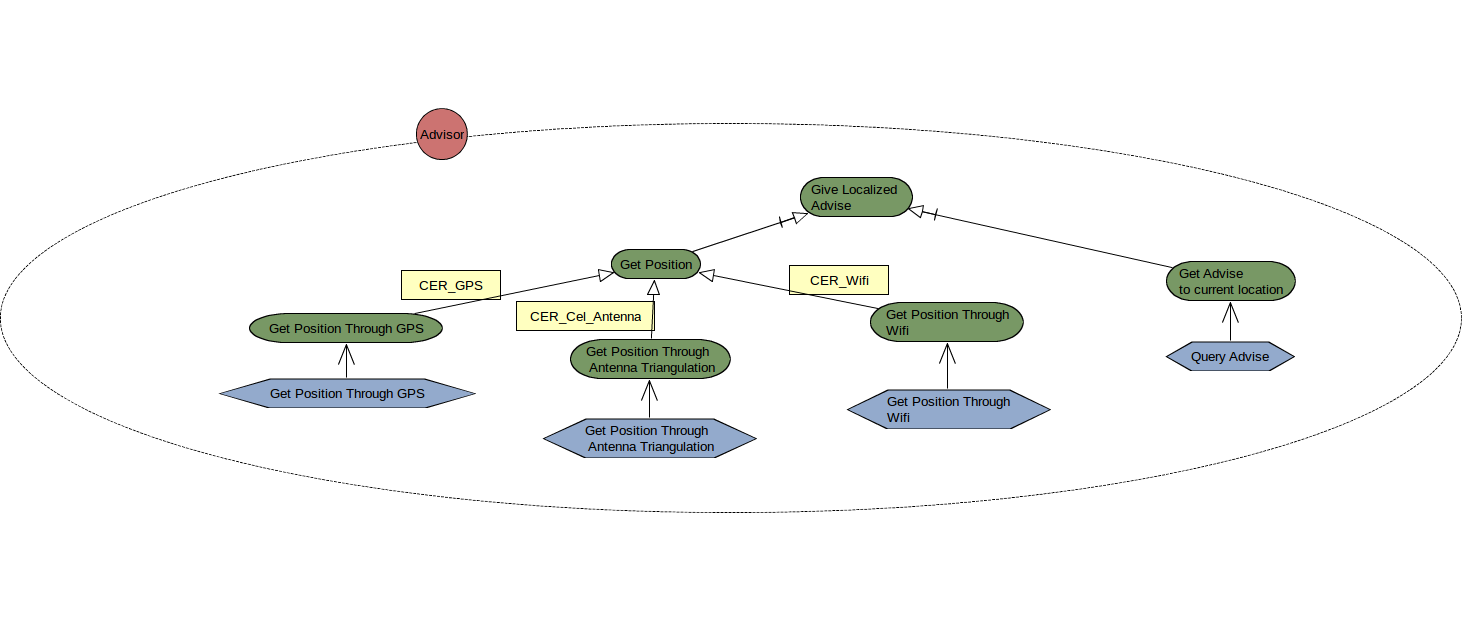 Advisor
Give Localized
Advise
Get Position
Get Advise
to current location
CER_GPS
CER_Cel_Antenna
CER_Wifi
Get Position Through GPS
Get Position Through
Antenna Triangulation
Get Position Through
Wifi
Query Advise
Get Position Through GPS
Get Position Through
Antenna Triangulation
Get Position Through
Wifi